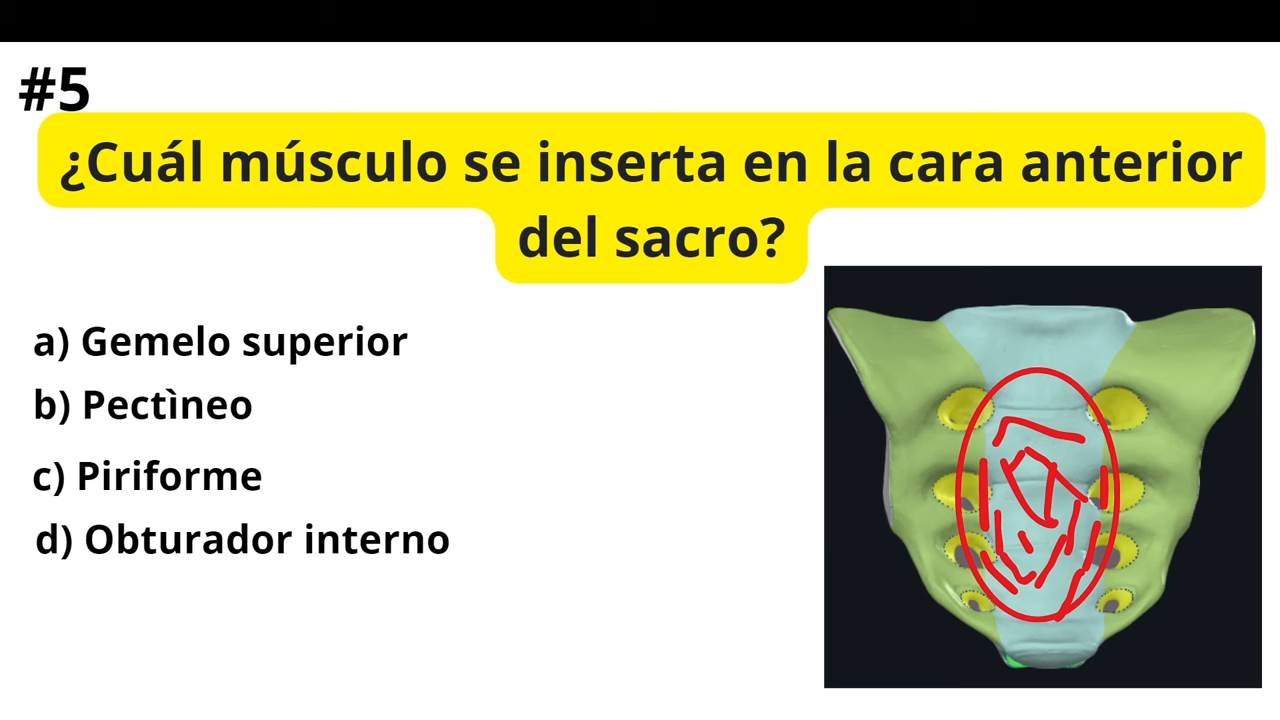 #5
¿Cuál músculo se inserta en la cara anterior
del sacro?
a) Gemelo superior
b) Pectìneo
c) Piriforme
d) Obturador interno